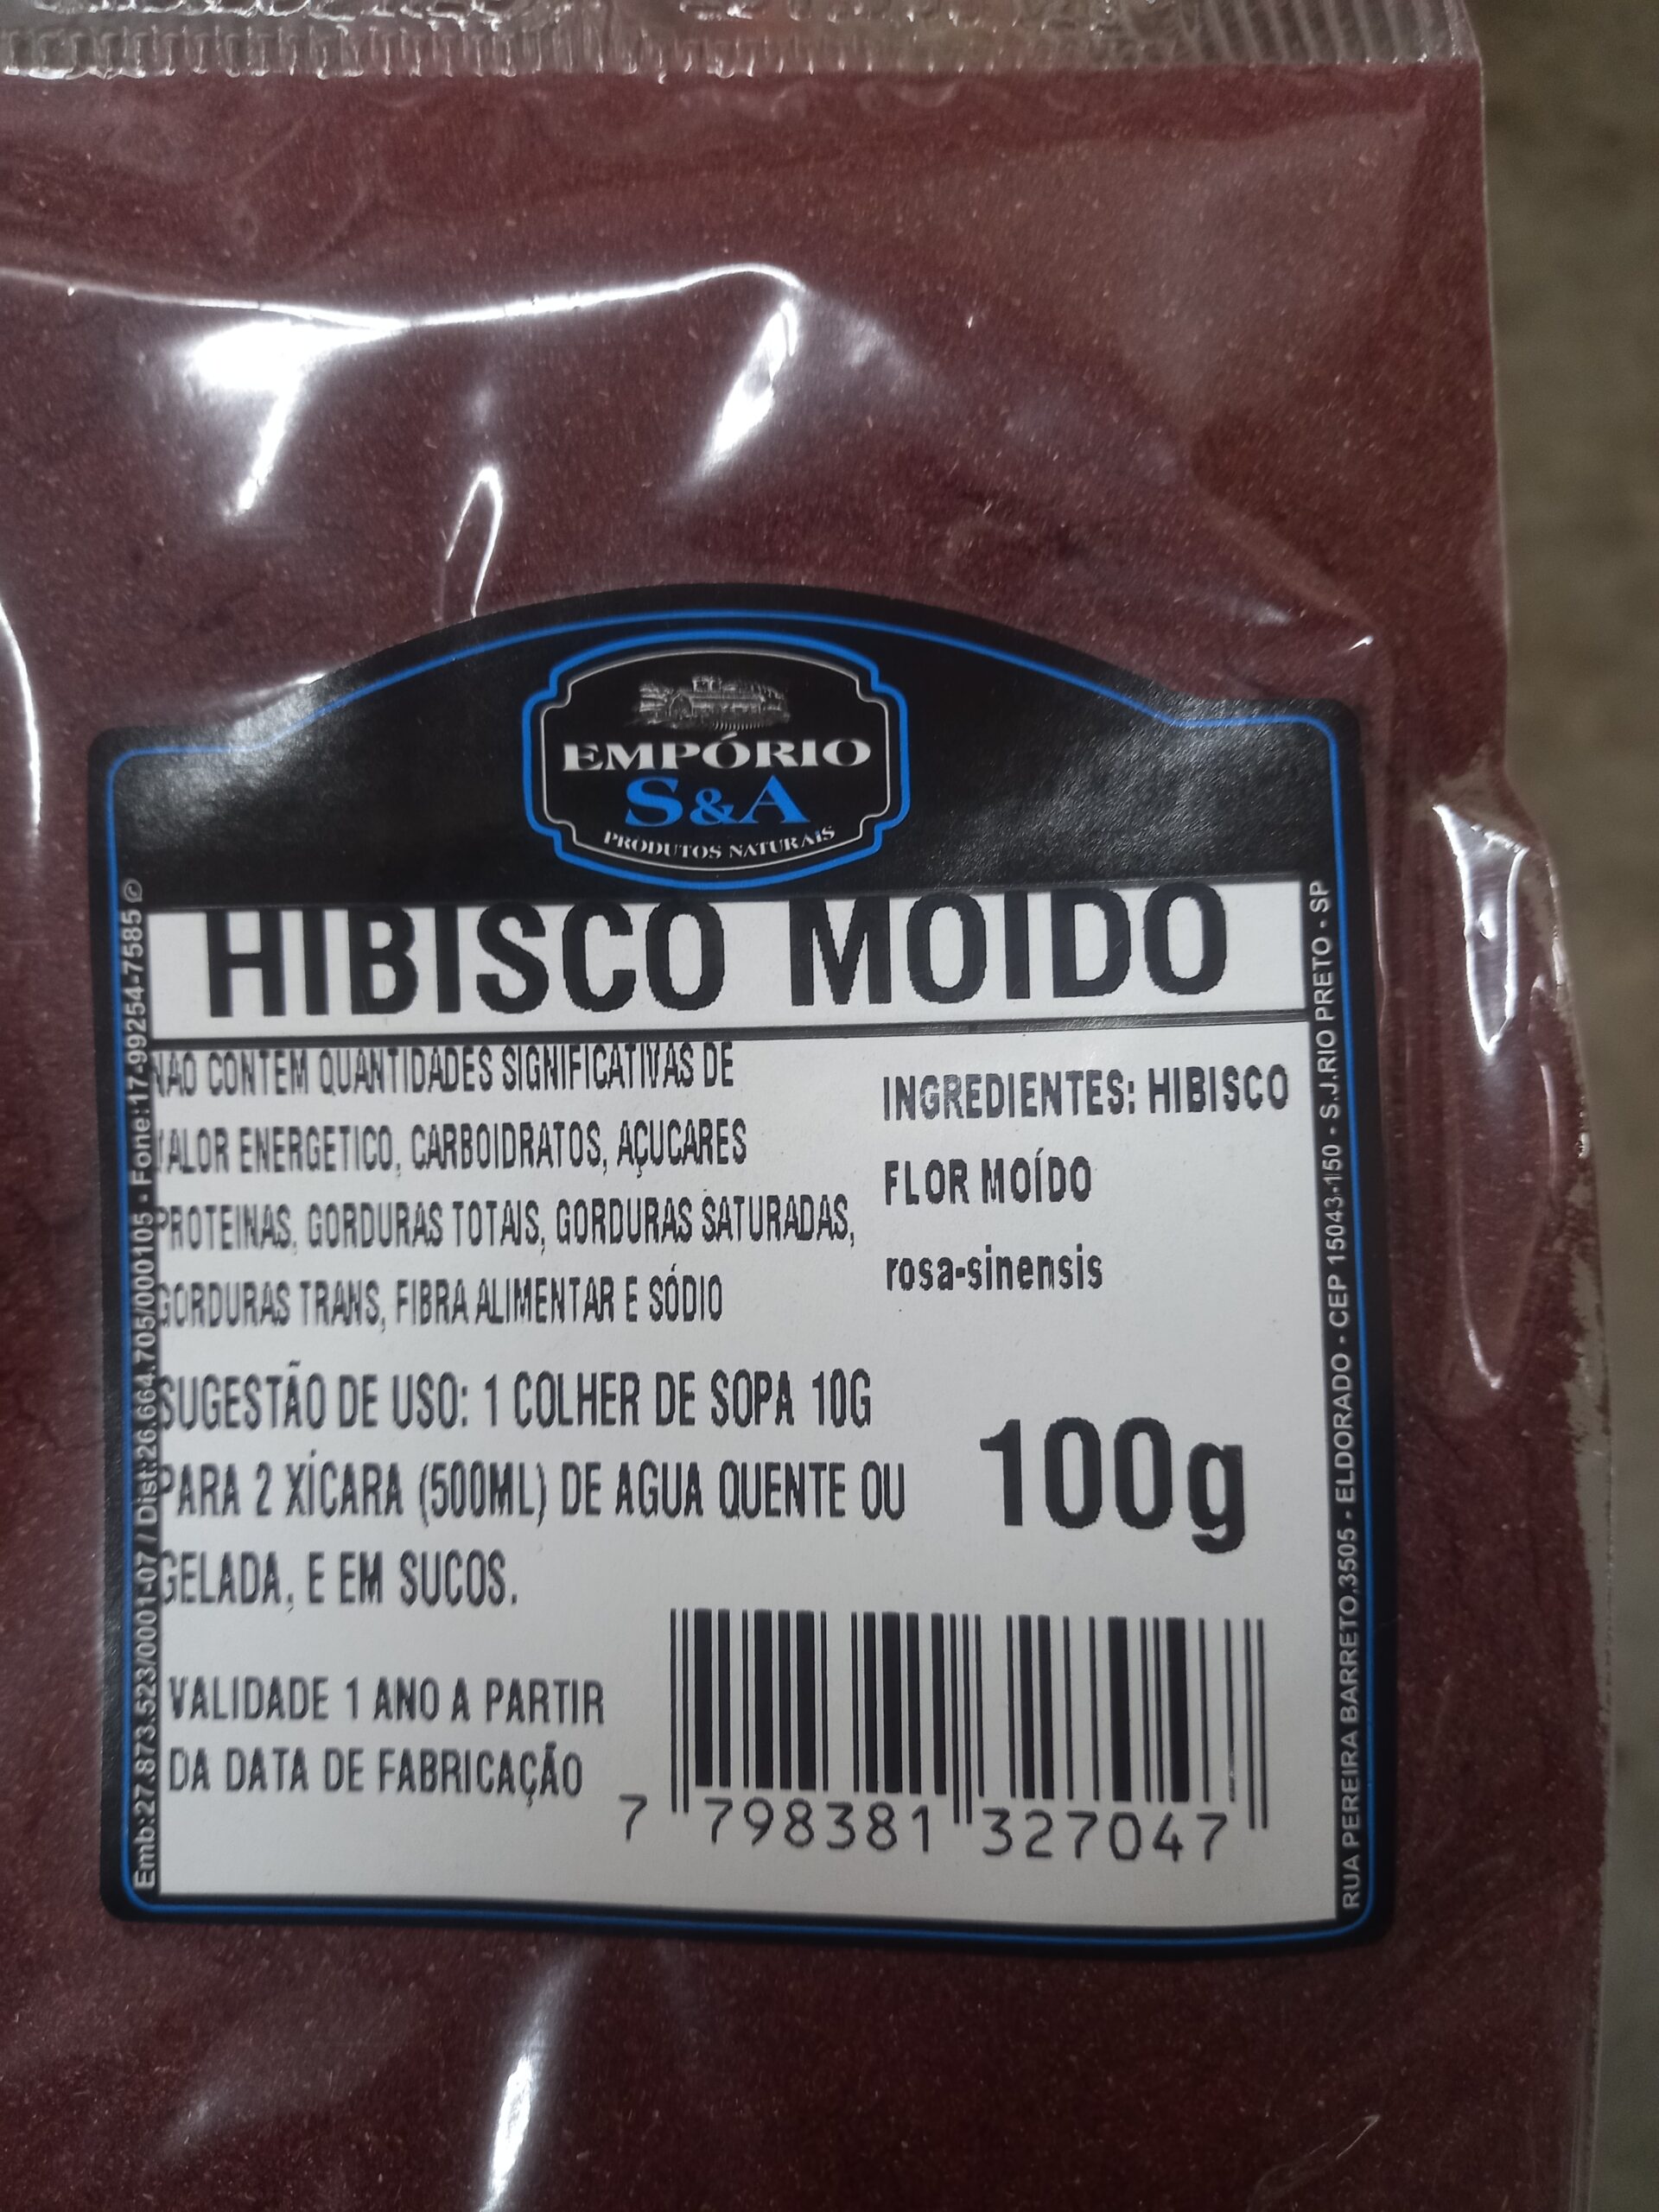 EMPÓRIO
S&A
PRODUTOS NATURAIS
HIBISCO MOIDO
NAO CONTEM QUANTIDADES SIGNIFICATIVAS DE
VALOR ENERGETICO, CARBOIDRATOS, AÇUCARES
PROTEINAS, GORDURAS TOTAIS, GORDURAS SATURADAS,
GORDURAS TRANS, FIBRA ALIMENTAR E SÓDIO
SUGESTÃO DE USO: 1 COLHER DE SOPA 10G
PARA 2 XÍCARA (500ML) DE AGUA QUENTE OU
GELADA, E EM SUCOS.
VALIDADE 1 ANO A PARTIR
DA DATA DE FABRICAÇÃO
INGREDIENTES: HIBISCO
FLOR MOÍDO
rosa-sinensis
100g
7 798381 327047
Emb:27.873.523/0001-07 / Dist:26.664.705/000105 - Fone:17-99254-7585 ©
RUA PEREIRA BARRETO,3505 - ELDORADO - CEP 15043-150 - S.J.RIO PRETO - SP